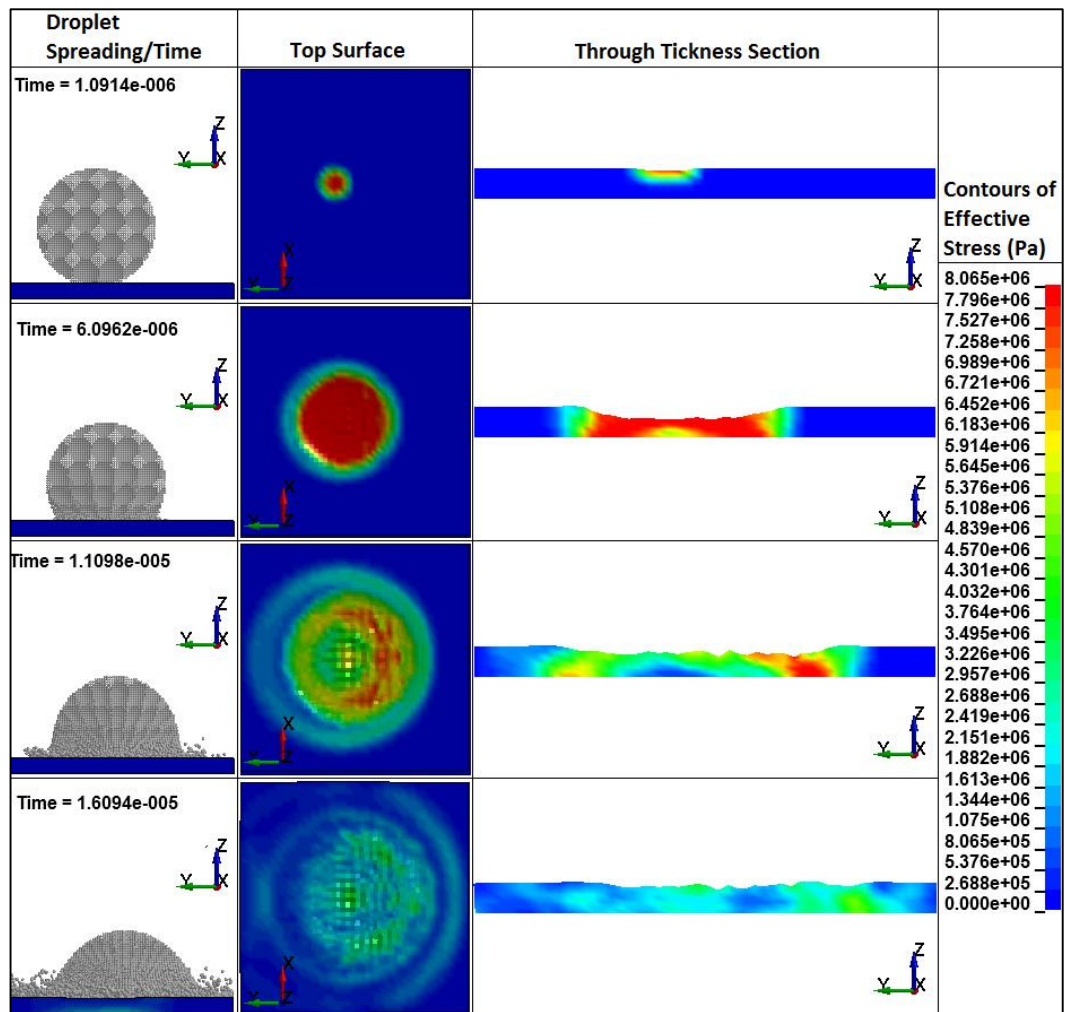 Droplet
Spreading/Time
Top Surface
Through Tickness Section
Time = 1.0914e-006
Z
Y
X
X
Y
Z
Z
Y
X
Time = 6.0962e-006
Z
Y
X
X
Y
Z
Z
Y
X
Time = 1.1098e-005
Z
Y
X
X
Y
Z
Z
Y
X
Time = 1.6094e-005
Z
Y
X
X
Y
Z
Z
Y
X
Contours of
Effective
Stress (Pa)
8.065e+06
7.796e+06
7.527e+06
7.258e+06
6.989e+06
6.721e+06
6.452e+06
6.183e+06
5.914e+06
5.645e+06
5.376e+06
5.108e+06
4.839e+06
4.570e+06
4.301e+06
4.032e+06
3.764e+06
3.495e+06
3.226e+06
2.957e+06
2.688e+06
2.419e+06
2.151e+06
1.882e+06
1.613e+06
1.344e+06
1.075e+06
8.065e+05
5.376e+05
2.688e+05
0.000e+00